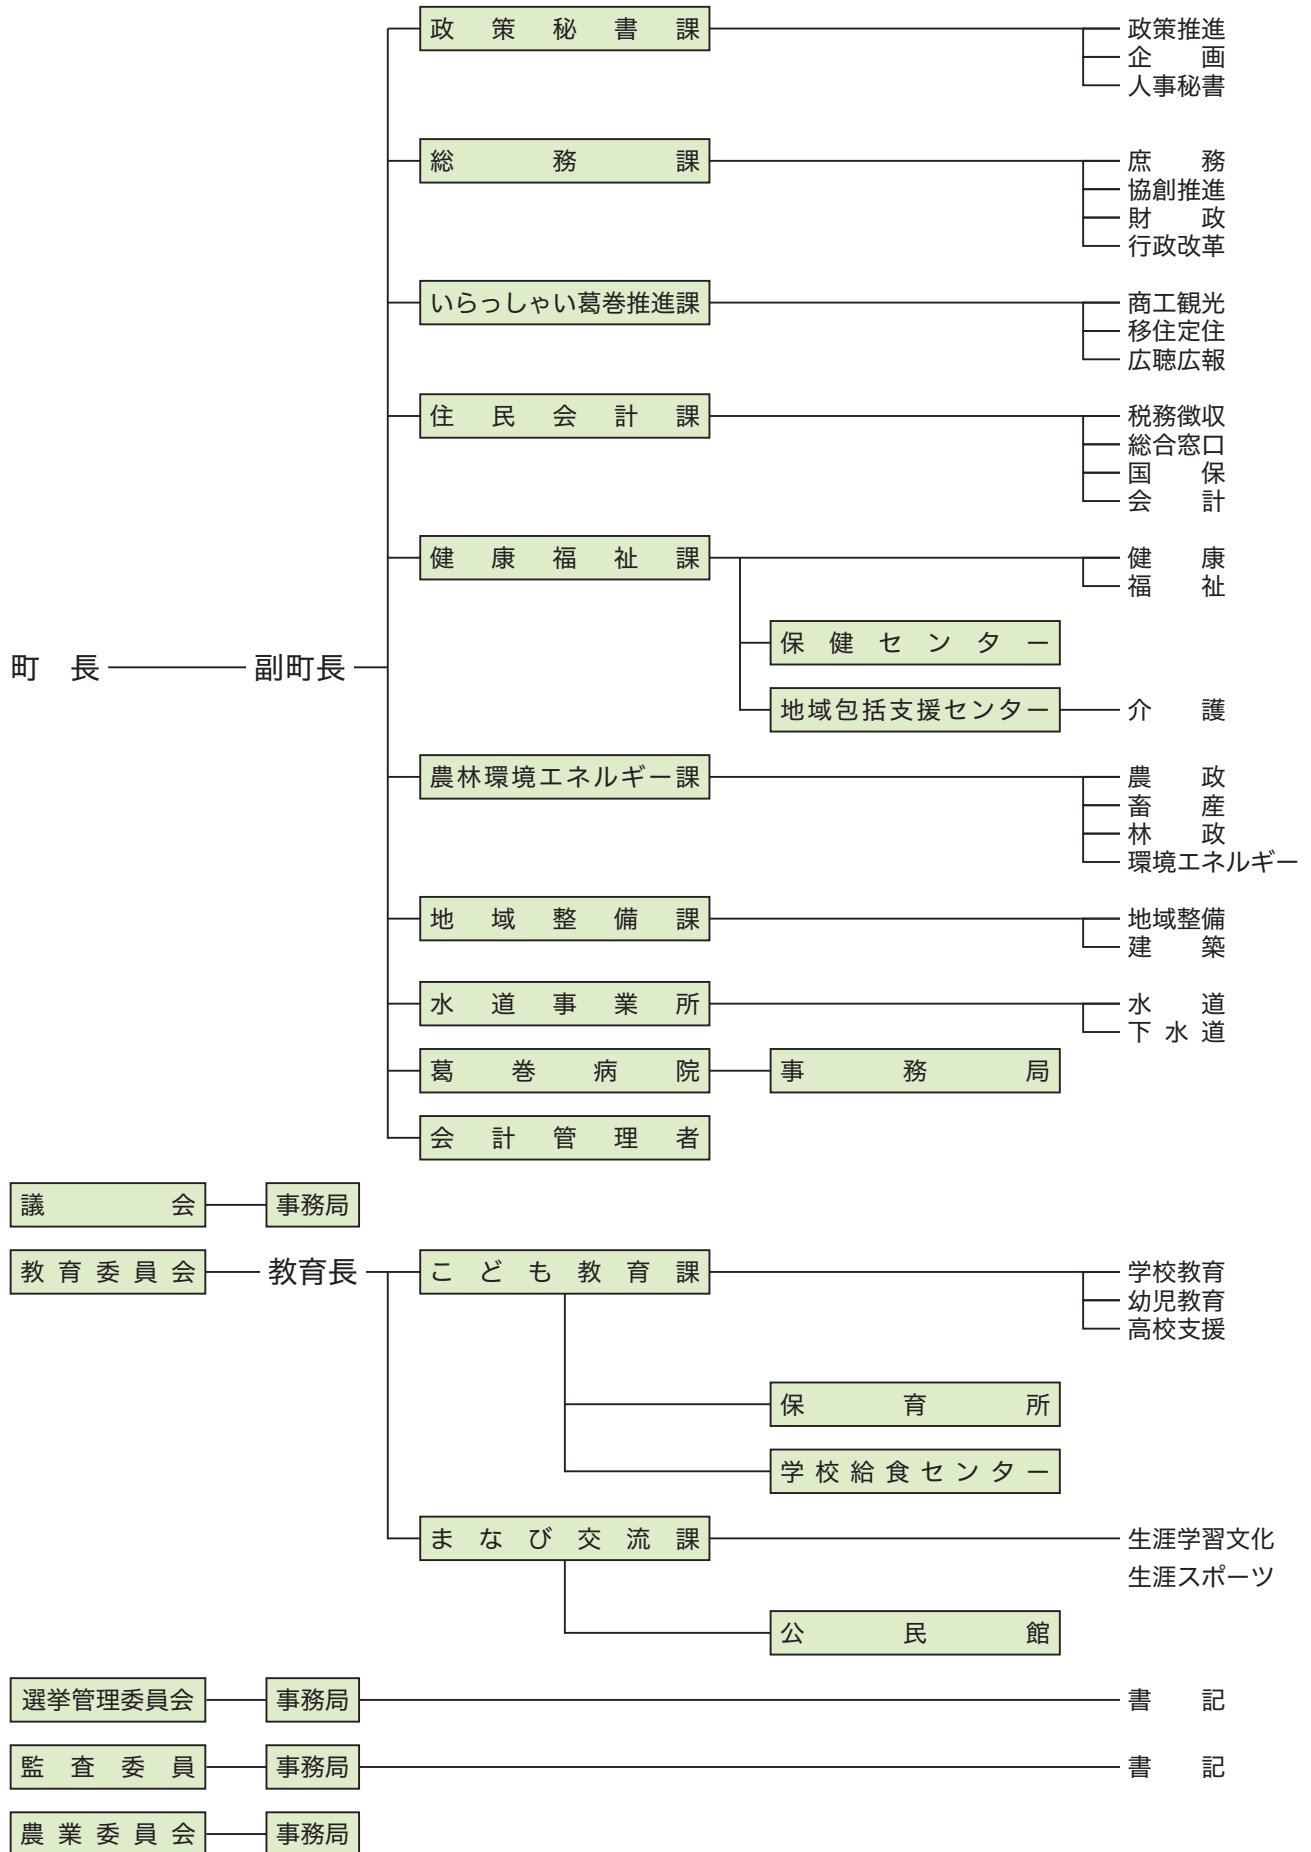 政策秘書課 政策推進
企画
人事秘書
総務課 庶務
協創推進
財政
行政改革
いらっしゃい葛巻推進課 商工観光
移住定住
広聴広報
住民会計課 税務徴収
総合窓口
国保
会計
健康福祉課 健康
福祉
保健センター
町長 副町長
地域包括支援センター 介護
農林環境エネルギー課 農政
畜産
林政
環境エネルギー
地域整備課 地域整備
建築
水道事業所 水道
下水道
葛巻病院 事務局
会計管理者
議会 事務局
教育委員会 教育長 こども教育課 学校教育
幼児教育
高校支援
保育所
学校給食センター
まなび交流課 生涯学習文化
生涯スポーツ
公民館
選挙管理委員会 事務局 書記
監査委員 事務局 書記
農業委員会 事務局